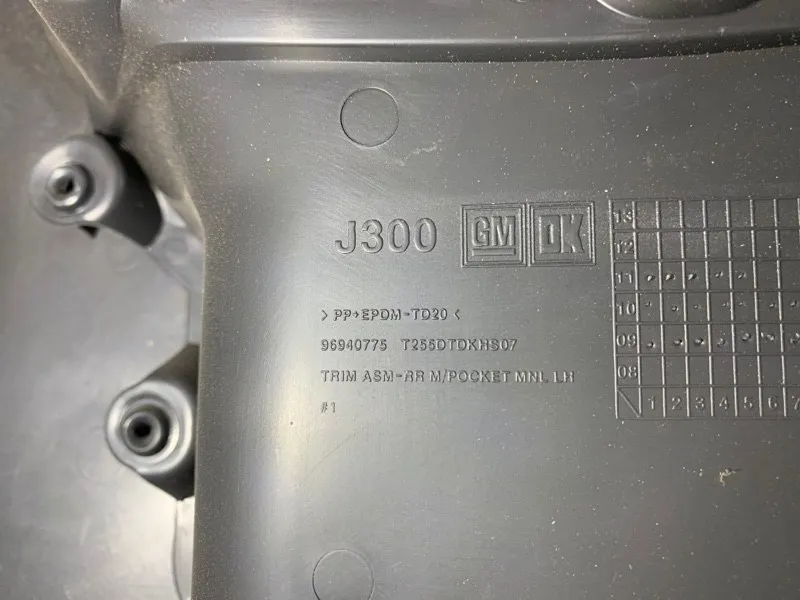 J300 GM DK
>PP+EPDM-TD20<
96940775 T255DTDKHS07
TRIM ASM-RR M/POCKET MNL LH
#1
13
12
11
10
09
08
1 2 3 4 5 6 7